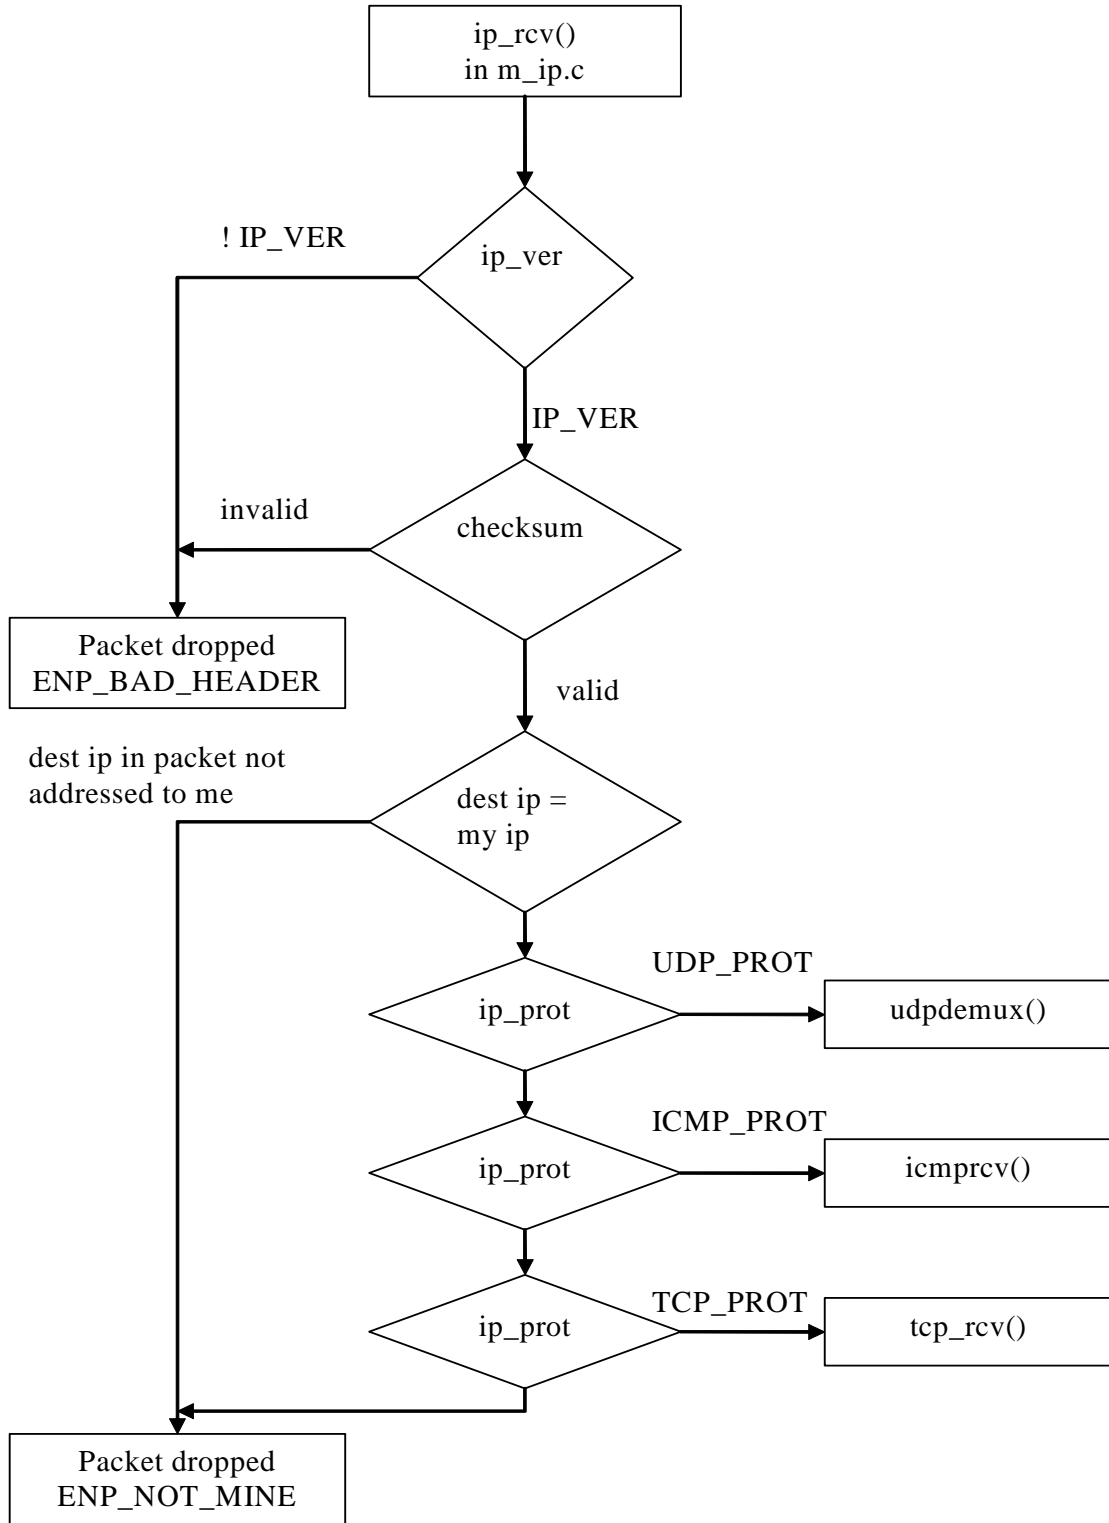 ip_rcv()
in m_ip.c
! IP_VER
ip_ver
IP_VER
invalid
checksum
Packet dropped
ENP_BAD_HEADER
valid
dest ip in packet not
addressed to me
dest ip =
my ip
UDP_PROT
ip_prot
udpdemux()
ICMP_PROT
ip_prot
icmprcv()
TCP_PROT
ip_prot
tcp_rcv()
Packet dropped
ENP_NOT_MINE